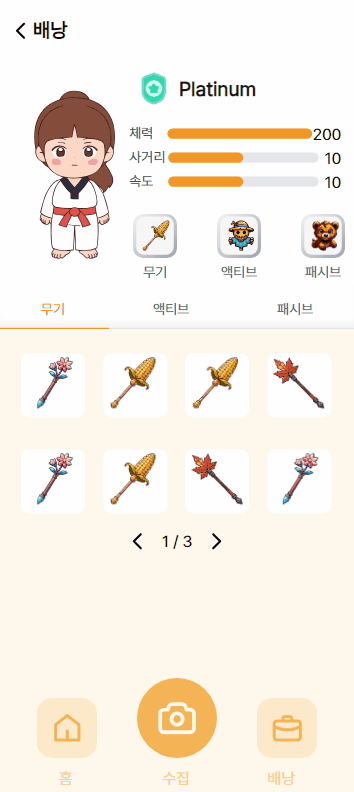 배낭
Platinum
체력 200
사거리 10
속도 10
무기 액티브 패시브
무기 액티브 패시브
1 / 3
홈 수집 배낭